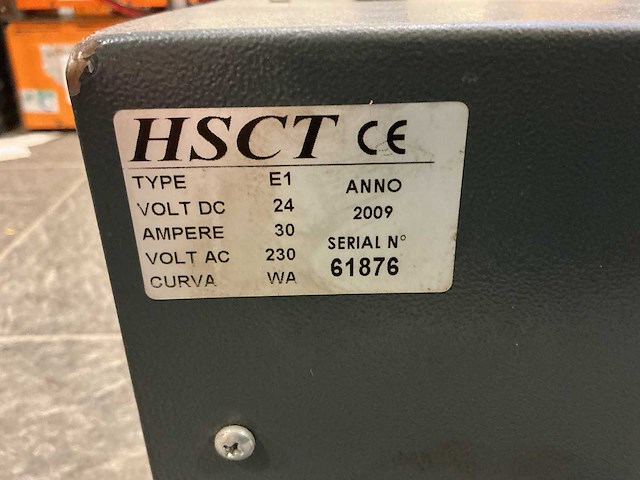 HSCT CE
TYPE E1
VOLT DC 24
AMPERE 30
VOLT AC 230
CURVA WA
ANNO
2009
SERIAL N°
61876